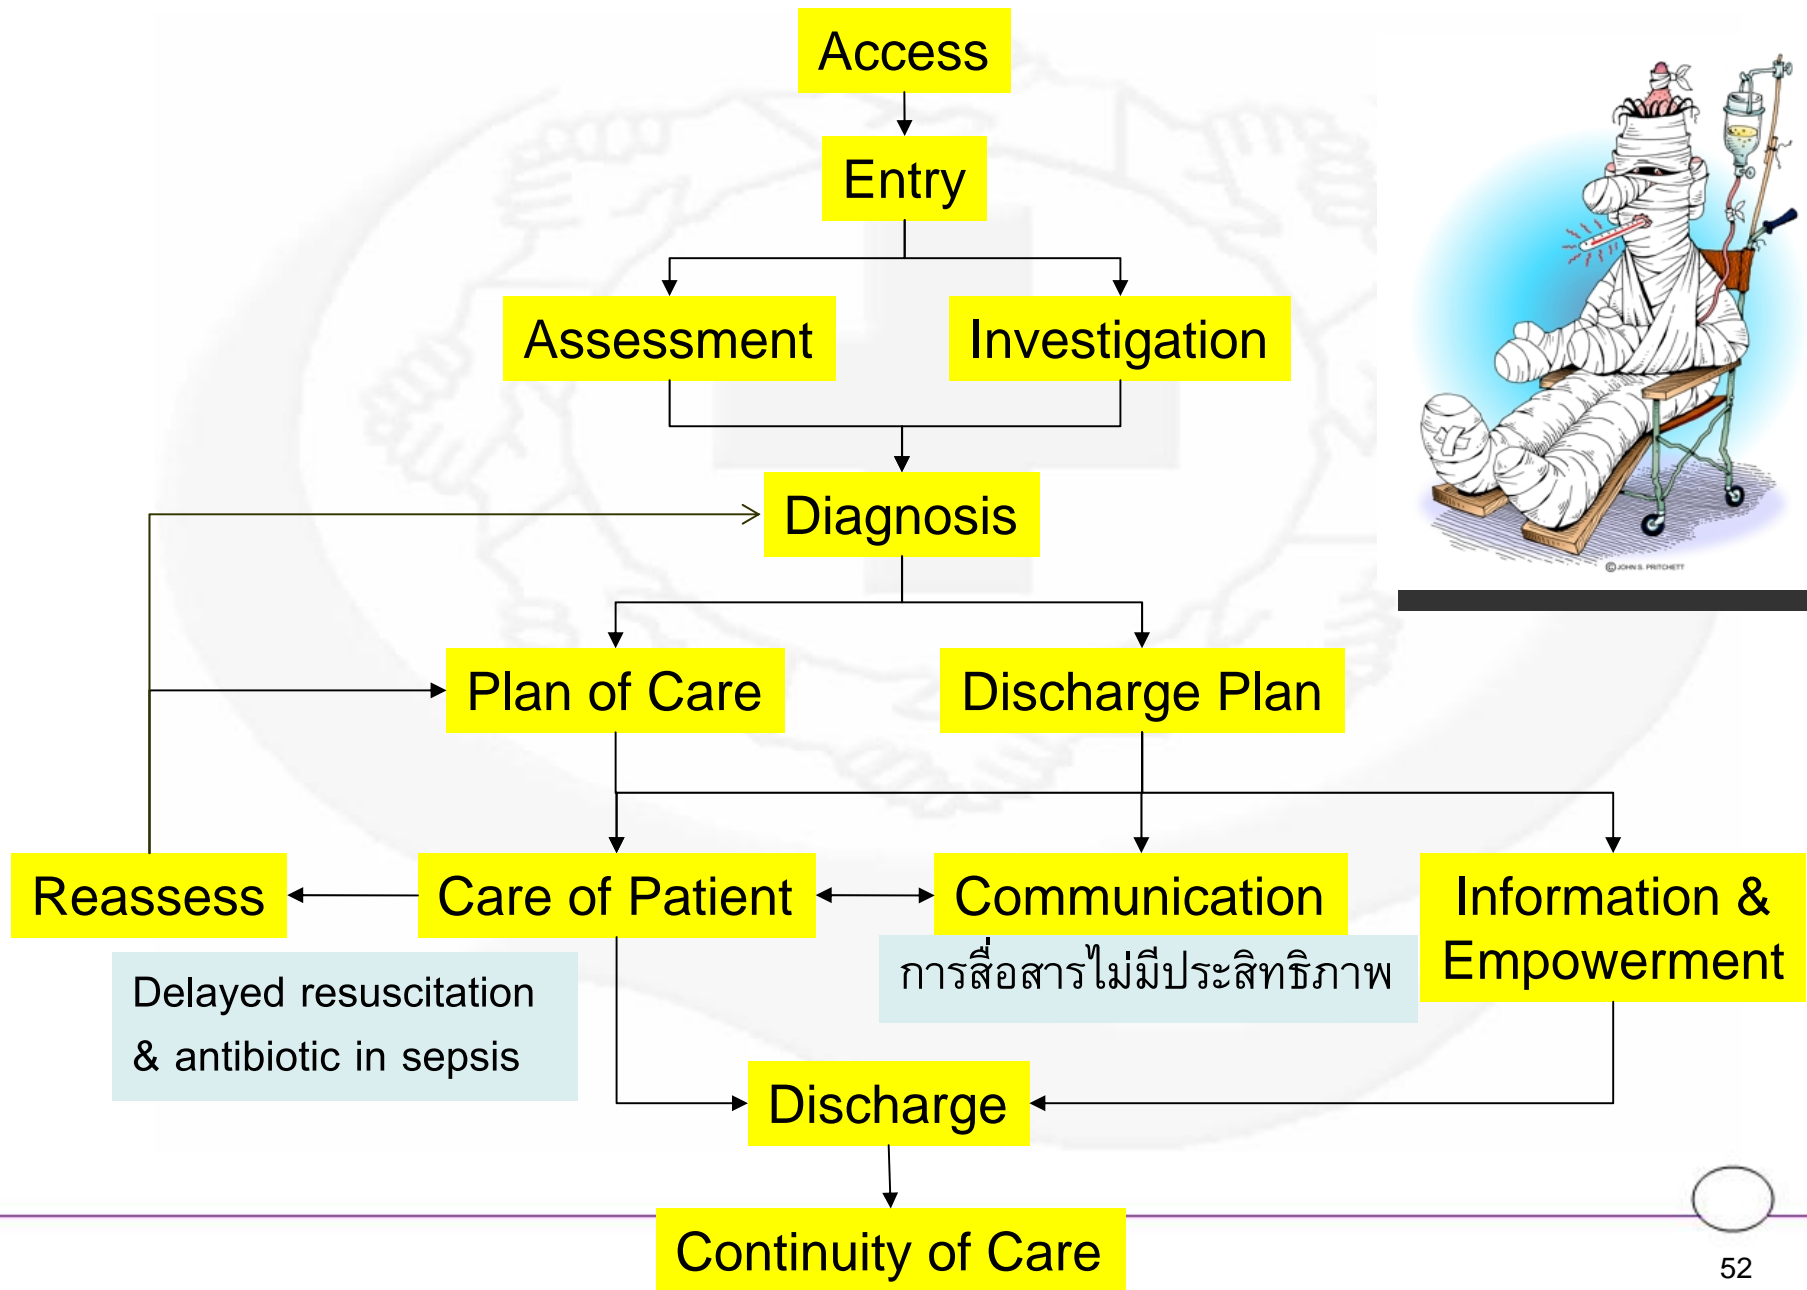 Access
Entry
Assessment
Investigation
©JOHN S. PRITCHETT
Diagnosis
Plan of Care
Discharge Plan
Reassess
Care of Patient
Communication
Information &
Empowerment
การสื่อสารไม่มีประสิทธิภาพ
Delayed resuscitation
& antibiotic in sepsis
Discharge
Continuity of Care
52